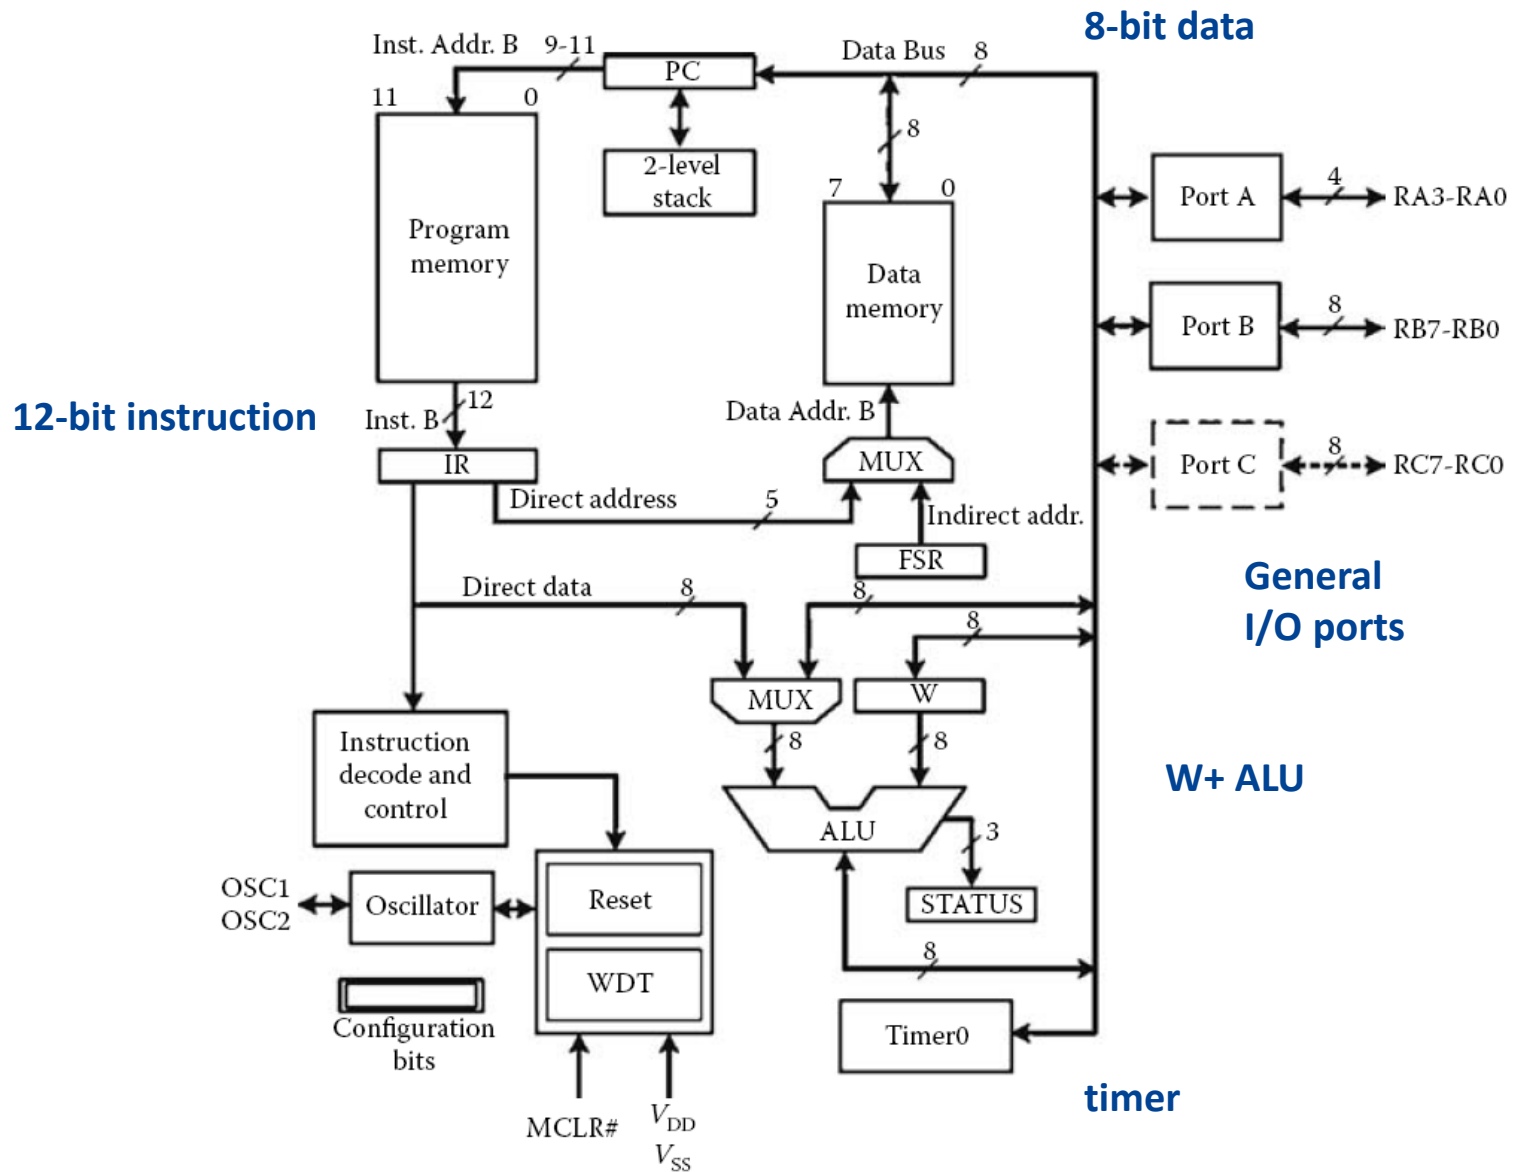 8-bit data
Inst. Addr. B
9-11
PC
Data Bus
8
11
0
8
2-level
stack
7
0
Program
memory
Data
memory
Port A
4
RA3-RA0
Port B
8
RB7-RB0
12-bit instruction
Inst. B
12
Data Addr. B
IR
MUX
Port C
8
RC7-RC0
Direct address
5
Indirect addr.
FSR
General
I/O ports
Direct data
8
8
8
MUX
W
8
8
Instruction
decode and
control
W+ ALU
ALU
3
STATUS
OSC1
OSC2
Oscillator
Reset
WDT
8
Configuration
bits
Timer0
timer
MCLR#
VDD
VSS